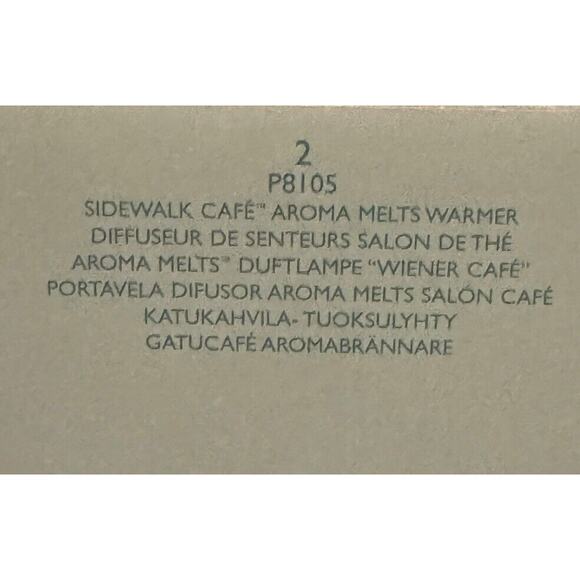 2
P8105
SIDEWALK CAFÉ™ AROMA MELTS WARMER
DIFFUSEUR DE SENTEURS SALON DE THÉ
AROMA MELTS™ DUFTLAMPE "WIENER CAFÉ"
PORTAVELA DIFUSOR AROMA MELTS SALÓN CAFÉ
KATUKAHVILA- TUOKSULYHTY
GATUCAFÉ AROMABRÄNNARE